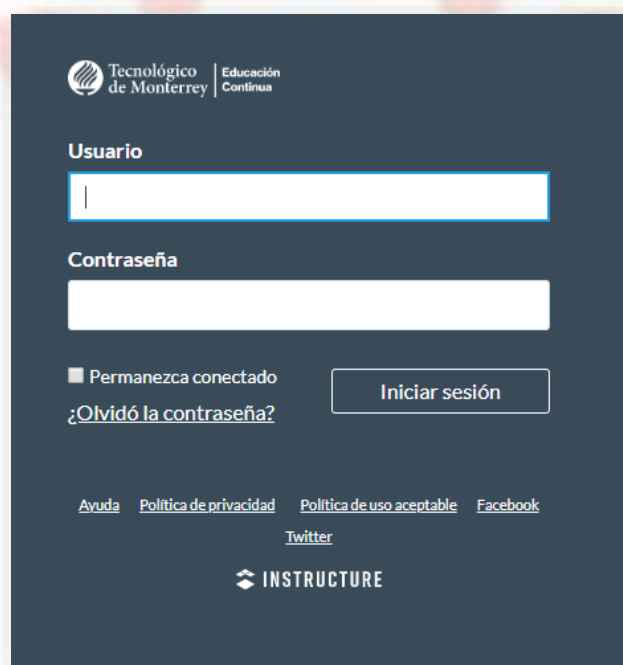 Tecnológico
de Monterrey
Educación
Continua
Usuario
Contraseña
Permanezca conectado
Iniciar sesión
¿Olvidó la contraseña?
Ayuda Política de privacidad Política de uso aceptable Facebook
Twitter
INSTRUCTURE